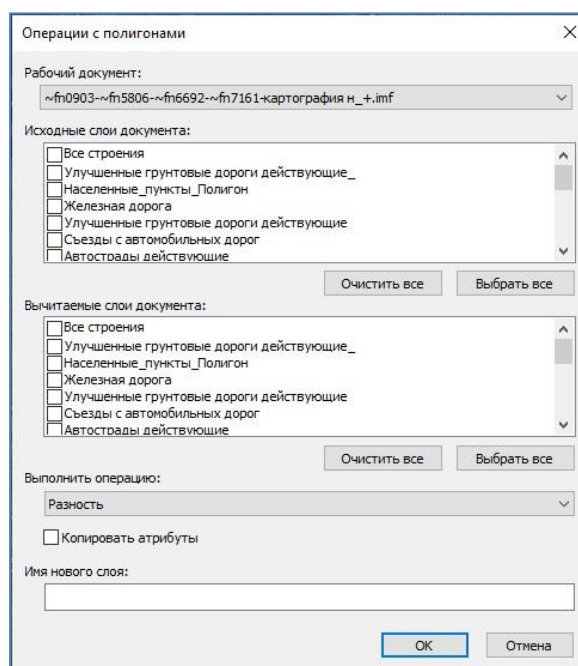 Операции с полигонами
Рабочий документ:
~fn0903-~fn5806-~fn6692-~fn7161-картография н_+.imf
Исходные слои документа:
Все строения
Улучшенные грунтовые дороги действующие_
Населенные_пункты_Полигон
Железная дорога
Улучшенные грунтовые дороги действующие
Съезды с автомобильных дорог
Автострады действующие
Очистить все Выбрать все
Вычитаемые слои документа:
Все строения
Улучшенные грунтовые дороги действующие_
Населенные_пункты_Полигон
Железная дорога
Улучшенные грунтовые дороги действующие
Съезды с автомобильных дорог
Автострады действующие
Очистить все Выбрать все
Выполнить операцию:
Разность
Копировать атрибуты
Имя нового слоя:
ОК Отмена